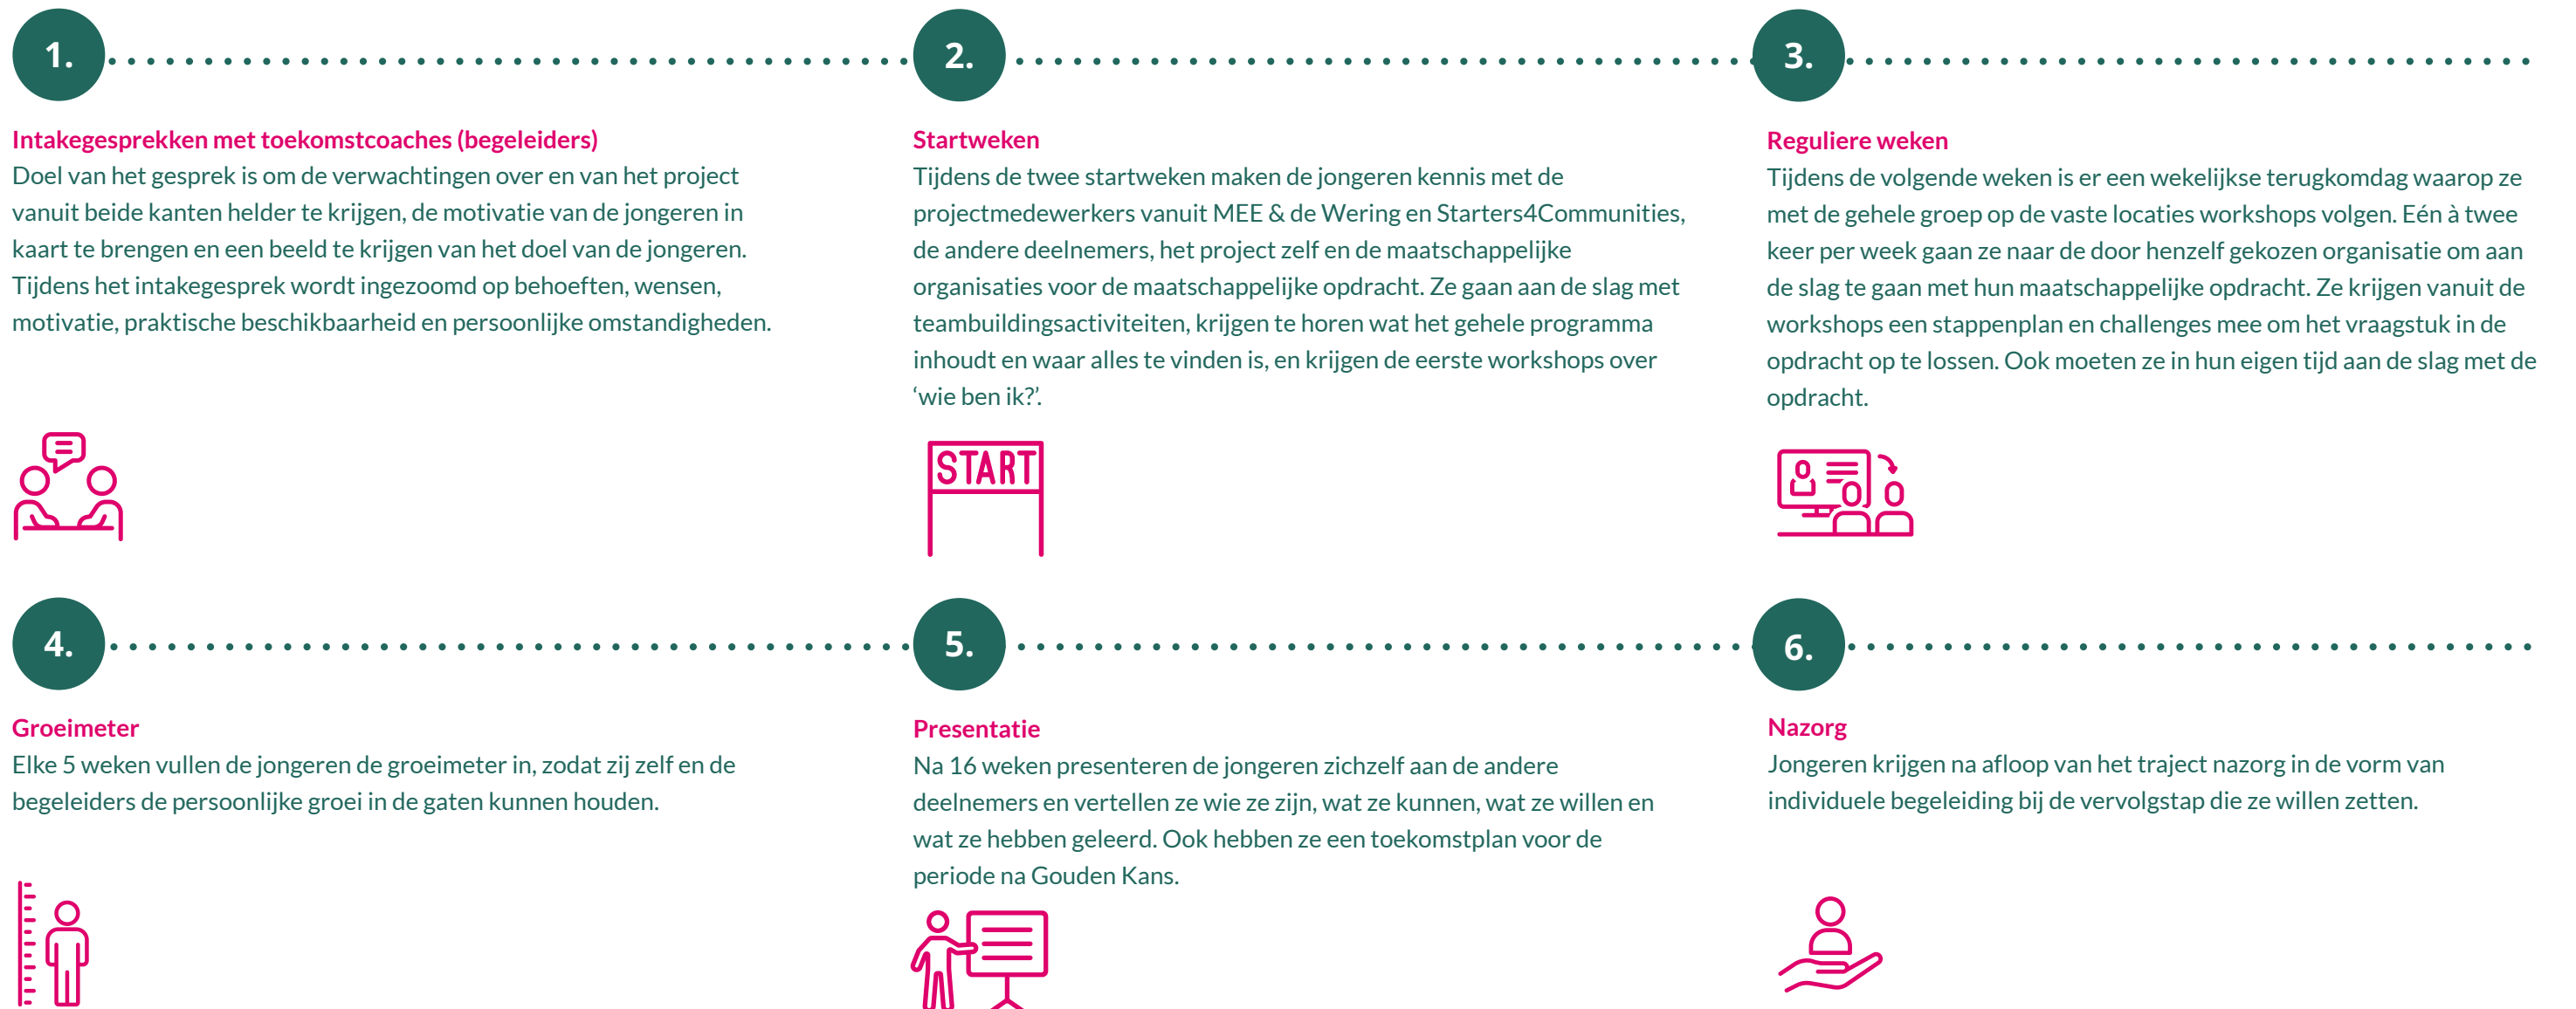 1.
Intakegesprekken met toekomstcoaches (begeleiders)
Doel van het gesprek is om de verwachtingen over en van het project
vanuit beide kanten helder te krijgen, de motivatie van de jongeren in
kaart te brengen en een beeld te krijgen van het doel van de jongeren.
Tijdens het intakegesprek wordt ingezoomd op behoeften, wensen,
motivatie, praktische beschikbaarheid en persoonlijke omstandigheden.
2.
Startweken
Tijdens de twee startweken maken de jongeren kennis met de
projectmedewerkers vanuit MEE & de Wering en Starters4Communities,
de andere deelnemers, het project zelf en de maatschappelijke
organisaties voor de maatschappelijke opdracht. Ze gaan aan de slag met
teambuildingsactiviteiten, krijgen te horen wat het gehele programma
inhoudt en waar alles te vinden is, en krijgen de eerste workshops over
‘wie ben ik?’.
START
3.
Reguliere weken
Tijdens de volgende weken is er een wekelijkse terugkomdag waarop ze
met de gehele groep op de vaste locaties workshops volgen. Eén à twee
keer per week gaan ze naar de door henzelf gekozen organisatie om aan
de slag te gaan met hun maatschappelijke opdracht. Ze krijgen vanuit de
workshops een stappenplan en challenges mee om het vraagstuk in de
opdracht op te lossen. Ook moeten ze in hun eigen tijd aan de slag met de
opdracht.
4.
Groeimeter
Elke 5 weken vullen de jongeren de groeimeter in, zodat zij zelf en de
begeleiders de persoonlijke groei in de gaten kunnen houden.
5.
Presentatie
Na 16 weken presenteren de jongeren zichzelf aan de andere
deelnemers en vertellen ze wie ze zijn, wat ze kunnen, wat ze willen en
wat ze hebben geleerd. Ook hebben ze een toekomstplan voor de
periode na Gouden Kans.
6.
Nazorg
Jongeren krijgen na afloop van het traject nazorg in de vorm van
individuele begeleiding bij de vervolgstap die ze willen zetten.